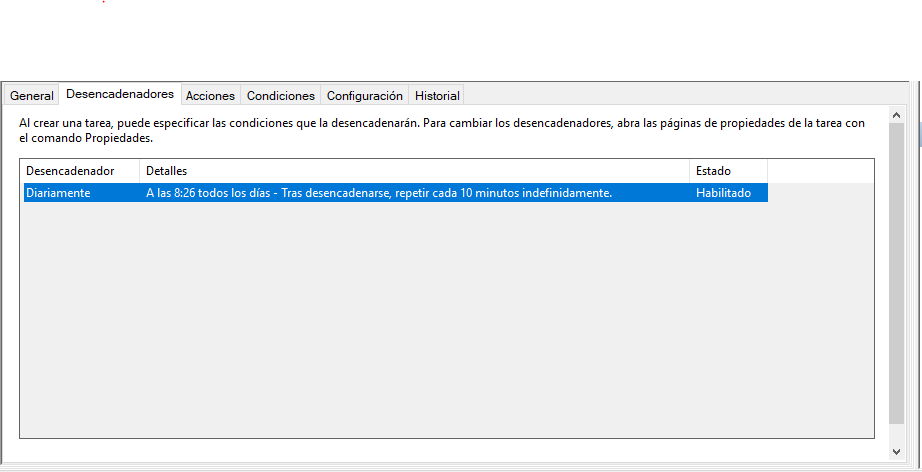 General Desencadenadores Acciones Condiciones Configuración Historial
Al crear una tarea, puede especificar las condiciones que la desencadenarán. Para cambiar los desencadenadores, abra las páginas de propiedades de la tarea con
el comando Propiedades.
Desencadenador Detalles Estado
Diariamente A las 8:26 todos los días - Tras desencadenarse, repetir cada 10 minutos indefinidamente. Habilitado